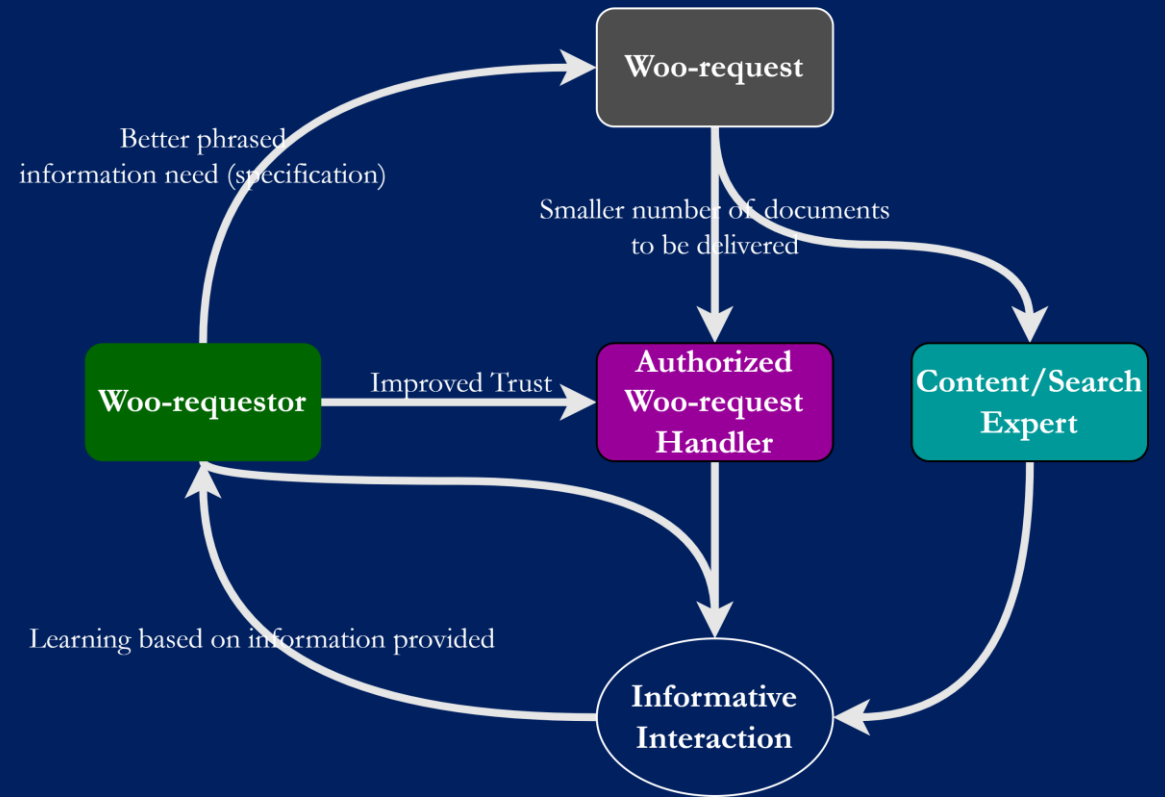 Woo-request
Better phrased
information need (specification)
Smaller number of documents
to be delivered
Woo-requestor
Improved Trust
Authorized
Woo-request
Handler
Content/Search
Expert
Learning based on information provided
Informative
Interaction